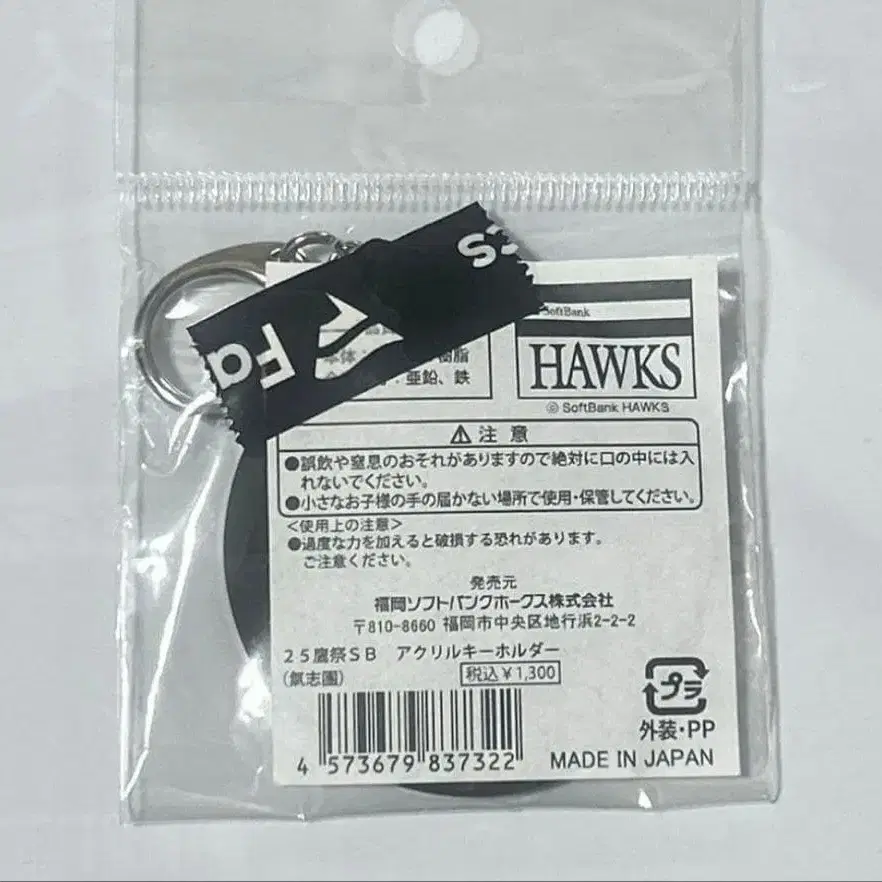 cs
Fa
SoftBank
HAWKS
© SoftBank HAWKS
本体:
樹脂
:亜鉛、鉄
⚠注 意
●誤飲や窒息のおそれがありますので絶対に口の中には入
れないでください。
●小さなお子様の手の届かない場所で使用・保管してください。
<使用上の注意>
●過度な力を加えると破損する恐れがあります。
ご注意ください。
発売元
福岡ソフトバンクホークス株式会社
〒810-8660 福岡市中央区地行浜2-2-2
25鷹祭SB アクリルキーホルダー
(氣志團)
税込¥1,300
プラ
外装・PP
4 573679 837322
MADE IN JAPAN